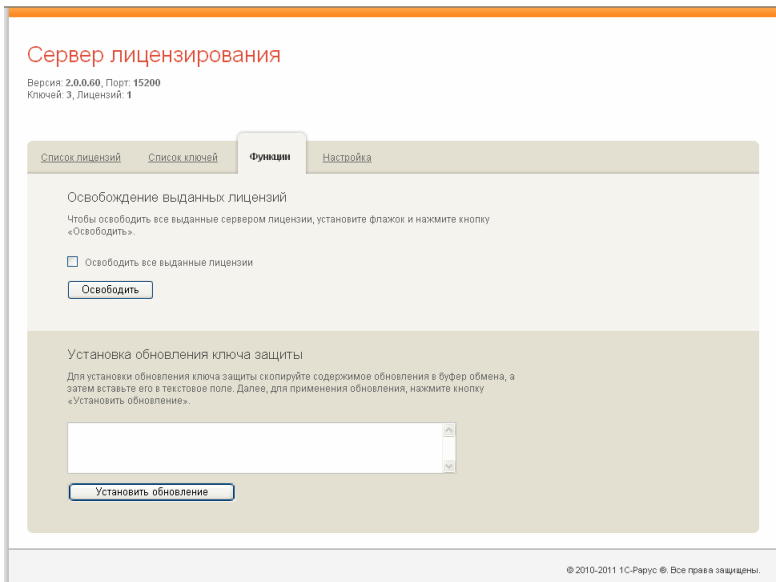 Сервер лицензирования
Версия: 2.0.0.60, Порт: 15200
Ключей: 3, Лицензий: 1
Список лицензий Список ключей Функции Настройка
Освобождение выданных лицензий
Чтобы освободить все выданные сервером лицензии, установите флажок и нажмите кнопку
«Освободить».
Освободить все выданные лицензии
Освободить
Установка обновления ключа защиты
Для установки обновления ключа защиты скопируйте содержимое обновления в буфер обмена, а
затем вставьте его в текстовое поле. Далее, для применения обновления, нажмите кнопку
«Установить обновление».
Установить обновление
© 2010-2011 1С-Рарус ®. Все права защищены.